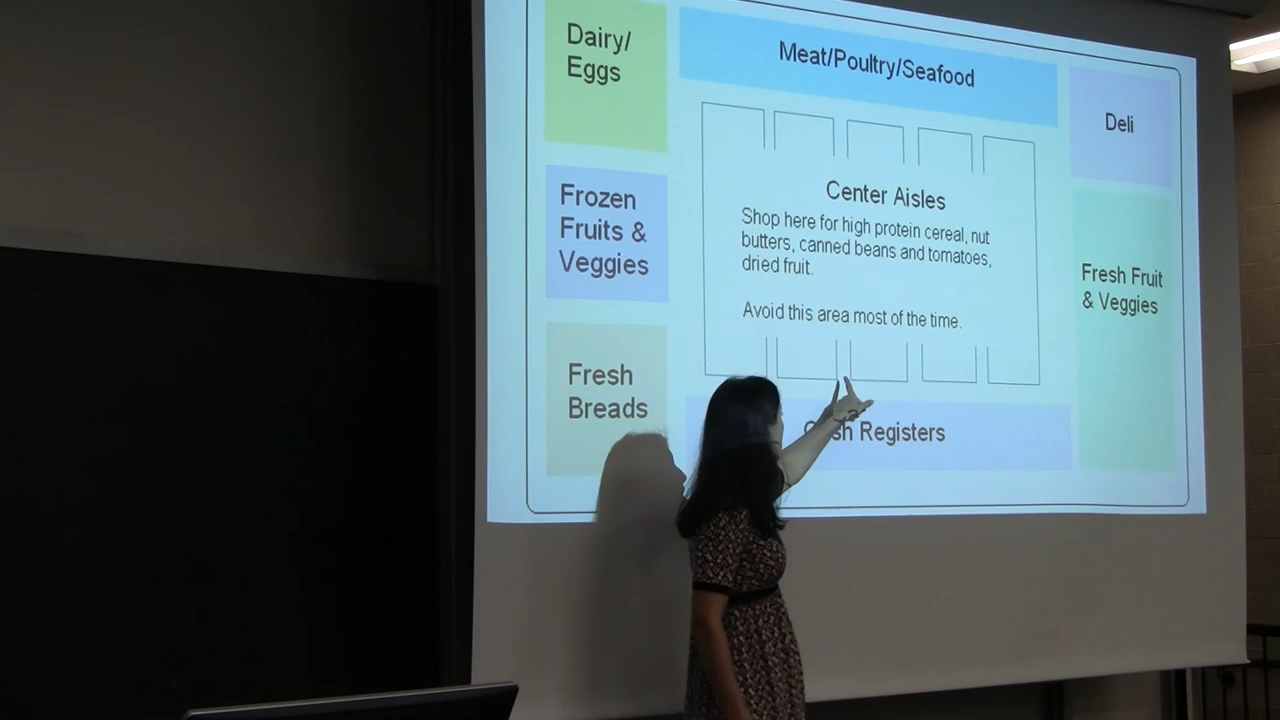 Dairy/
Eggs
Meat/Poultry/Seafood
Deli
Frozen
Fruits &
Veggies
Center Aisles
Shop here for high protein cereal, nut
butters, canned beans and tomatoes,
dried fruit.
Avoid this area most of the time.
Fresh Fruit
& Veggies
Fresh
Breads
Cash Registers